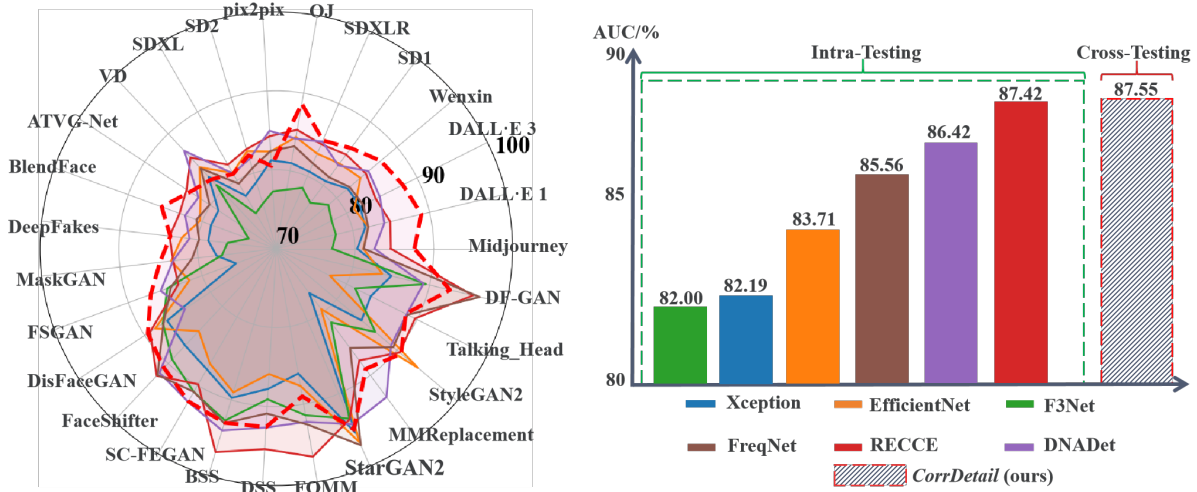 pix2pix
OJ
SDXLR
SD1
Wenxin
DALL·E 3
DALL·E 1
Midjourney
DF-GAN
Talking_Head
StyleGAN2
MMReplacement
StarGAN2
FOMM
DSS
BSS
SC-FEGAN
FaceShifter
DisFaceGAN
FSGAN
MaskGAN
DeepFakes
BlendFace
ATVG-Net
VD
SDXL
SD2
100
90
80
70
AUC/%
90
85
80
Intra-Testing
Cross-Testing
82.00
82.19
83.71
85.56
86.42
87.42
87.55
Xception
EfficientNet
F3Net
FreqNet
RECCE
DNADet
CorrDetail (ours)